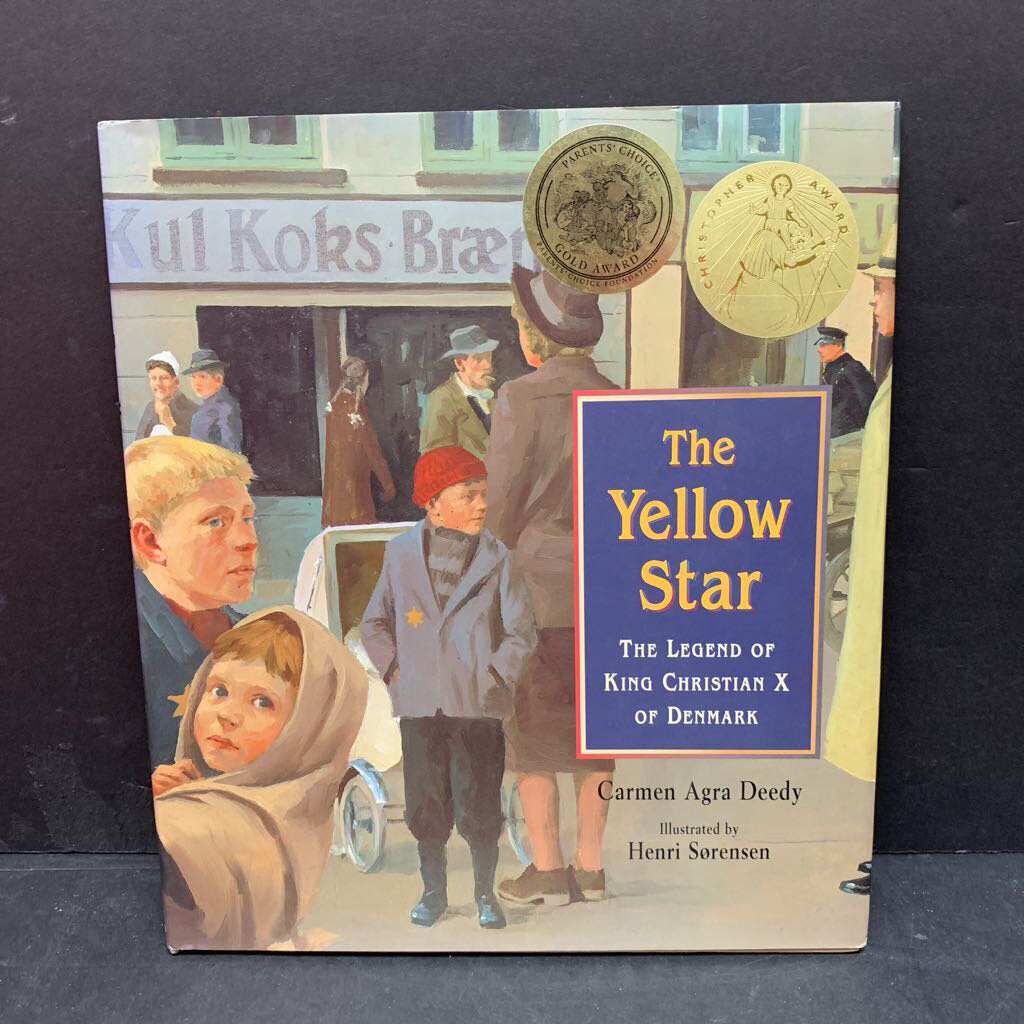 Kul Koks Bræ
PARENTS' CHOICE
GOLD AWARD
PARENTS' CHOICE FOUNDATION
CHRISTOPHER AWARD
The
Yellow
Star
THE LEGEND OF
KING CHRISTIAN X
OF DENMARK
Carmen Agra Deedy
Illustrated by
Henri Sørensen